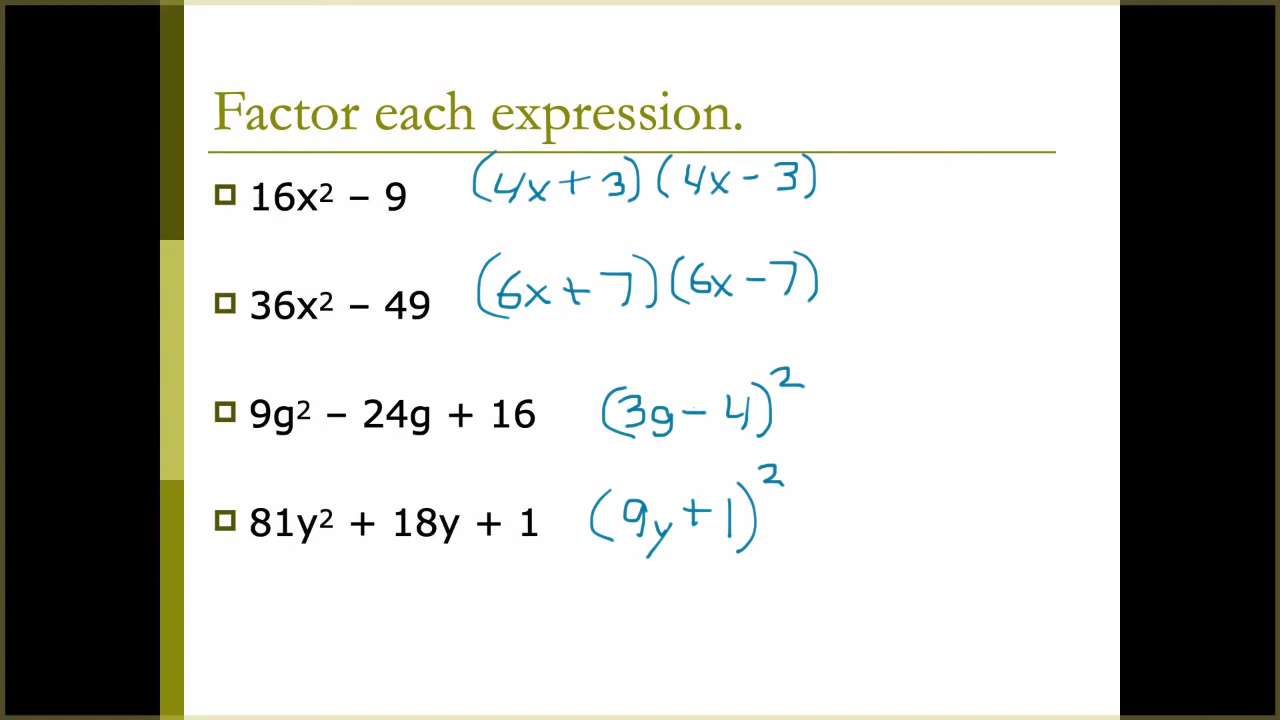 Factor each expression.
16x² – 9 (4x + 3)(4x - 3)
36x² – 49 (6x + 7)(6x - 7)
9g² – 24g + 16 (3g - 4)²
81y² + 18y + 1 (9y + 1)²